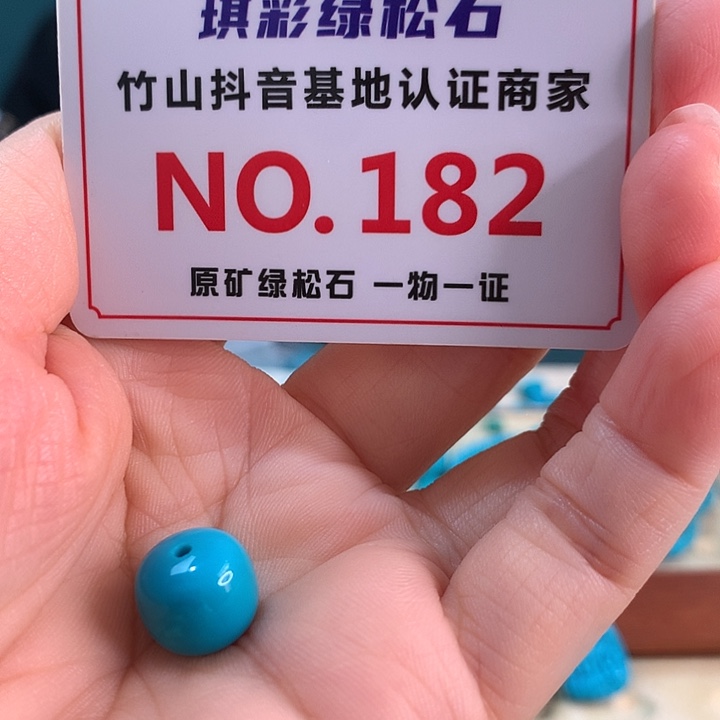 琪彩绿松石
竹山抖音基地认证商家
NO.182
原矿绿松石 一物一证